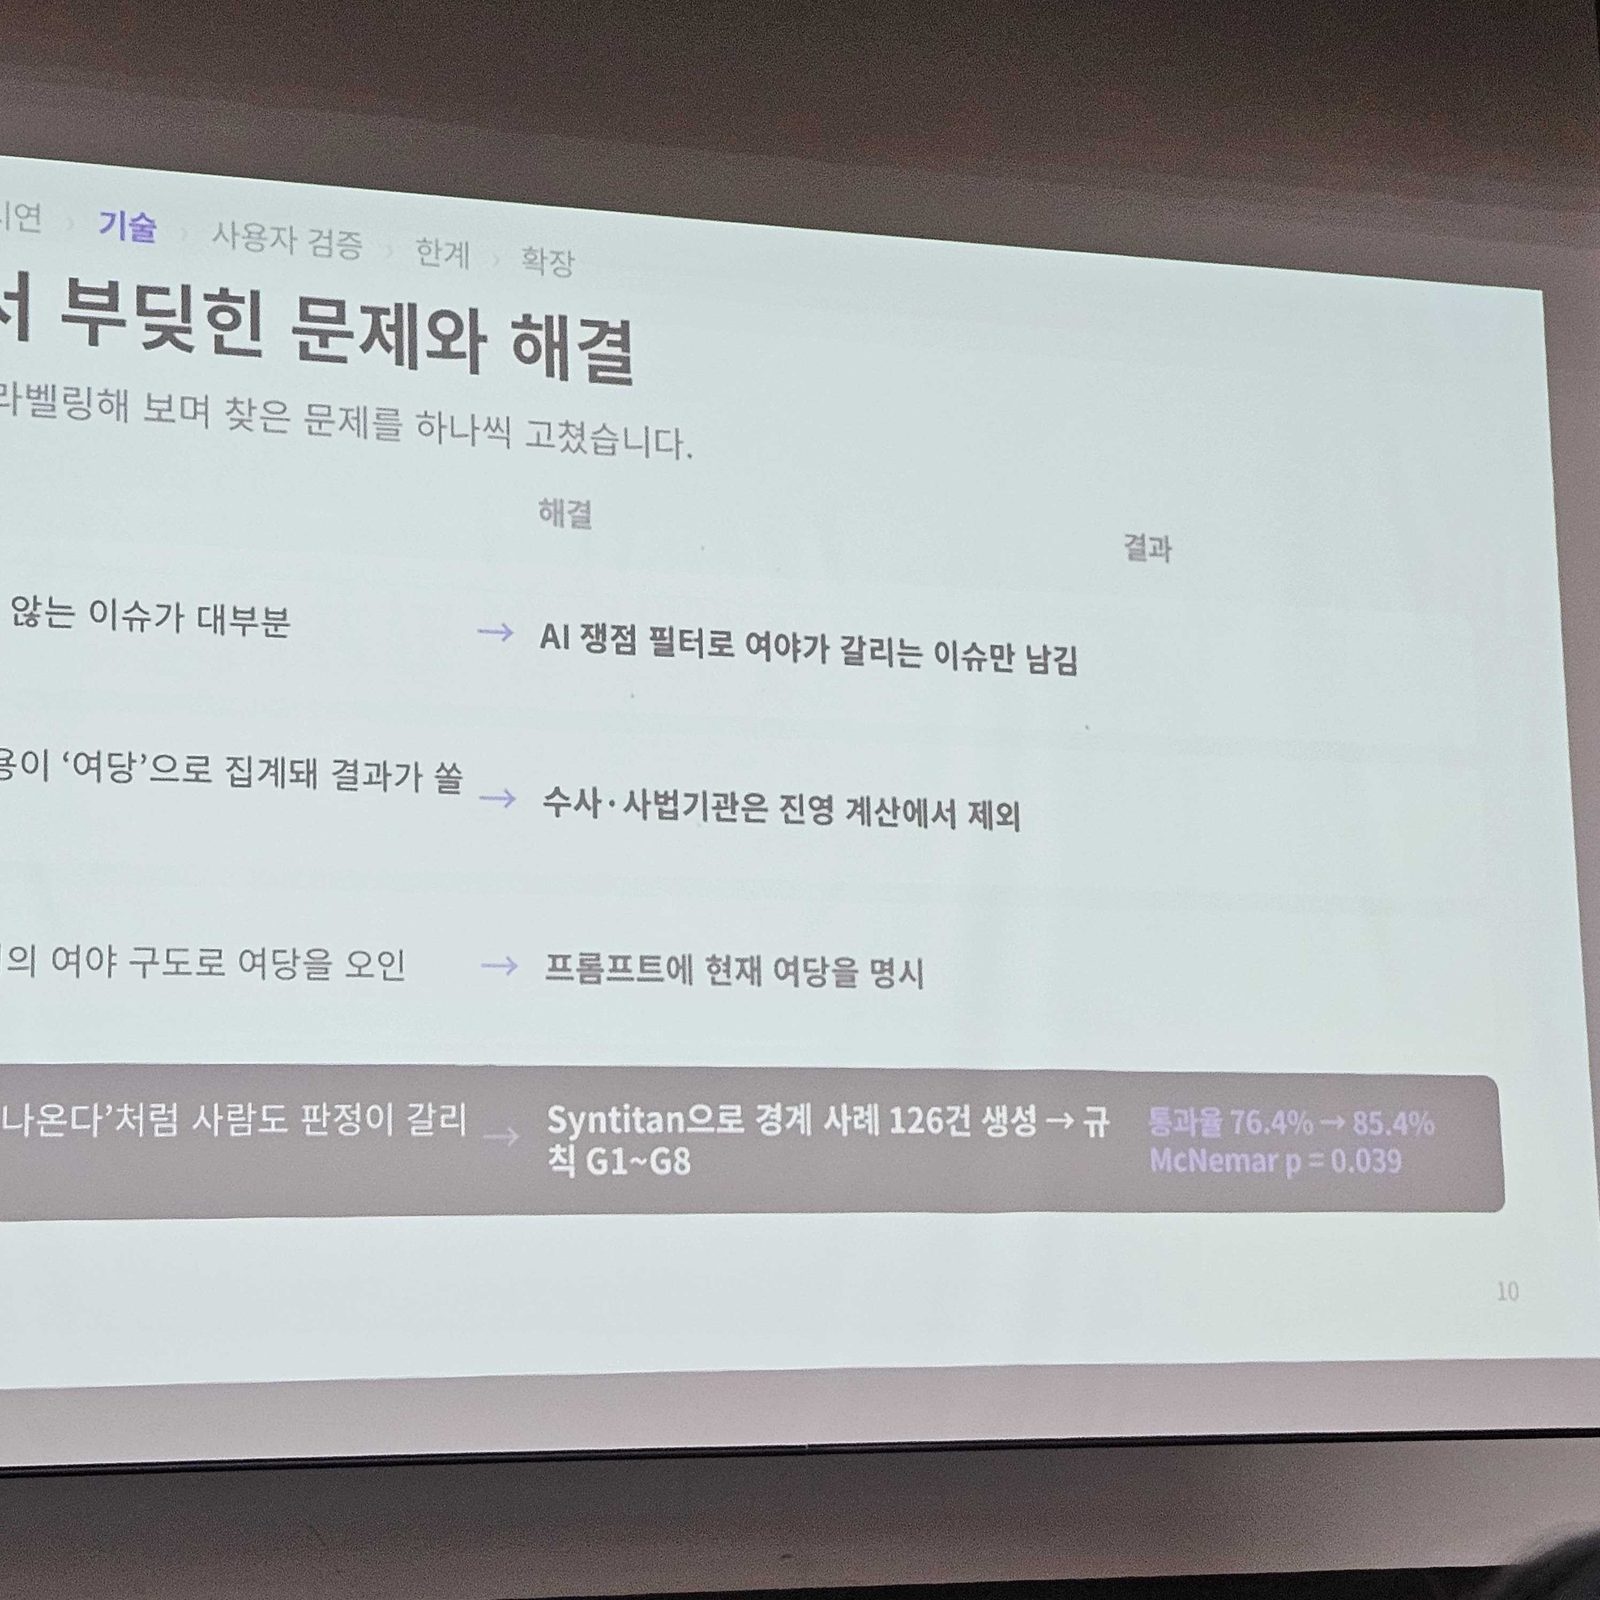 시연 › 기술 › 사용자 검증 › 한계 › 확장
서 부딪힌 문제와 해결
라벨링해 보며 찾은 문제를 하나씩 고쳤습니다.
해결
결과
않는 이슈가 대부분 → AI 쟁점 필터로 여야가 갈리는 이슈만 남김
용이 ‘여당’으로 집계돼 결과가 쏠 → 수사·사법기관은 진영 계산에서 제외
의 여야 구도로 여당을 오인 → 프롬프트에 현재 여당을 명시
나온다’처럼 사람도 판정이 갈리 → Syntitan으로 경계 사례 126건 생성 → 규
칙 G1~G8
통과율 76.4% → 85.4%
McNemar p = 0.039
10